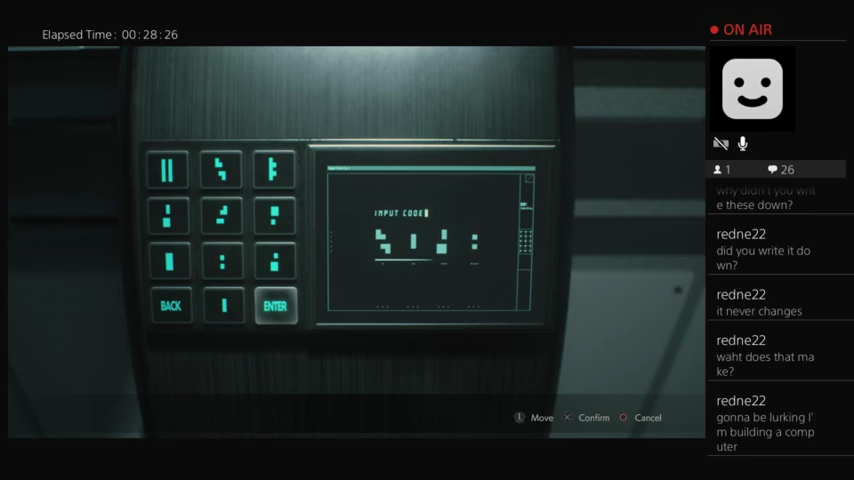 Elapsed Time: 00:28:26
ON AIR
1
26
why didn't you writ
e these down?
redne22
did you write it do
wn?
redne22
it never changes
redne22
waht does that ma
ke?
redne22
gonna be lurking I'
m building a comp
uter
INPUT CODE
BACK
ENTER
L Move
Confirm
Cancel